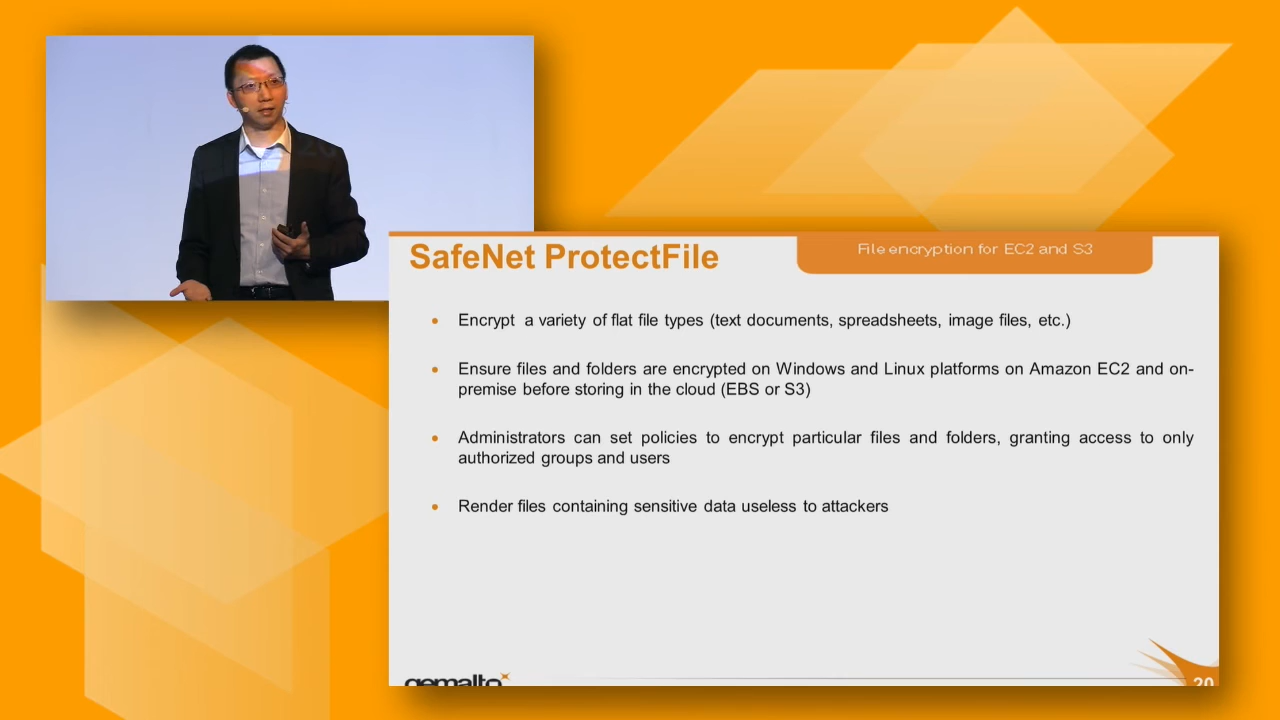 SafeNet ProtectFile
File encryption for EC2 and S3
Encrypt a variety of flat file types (text documents, spreadsheets, image files, etc.)
Ensure files and folders are encrypted on Windows and Linux platforms on Amazon EC2 and on-
premise before storing in the cloud (EBS or S3)
Administrators can set policies to encrypt particular files and folders, granting access to only
authorized groups and users
Render files containing sensitive data useless to attackers
gemalto
20